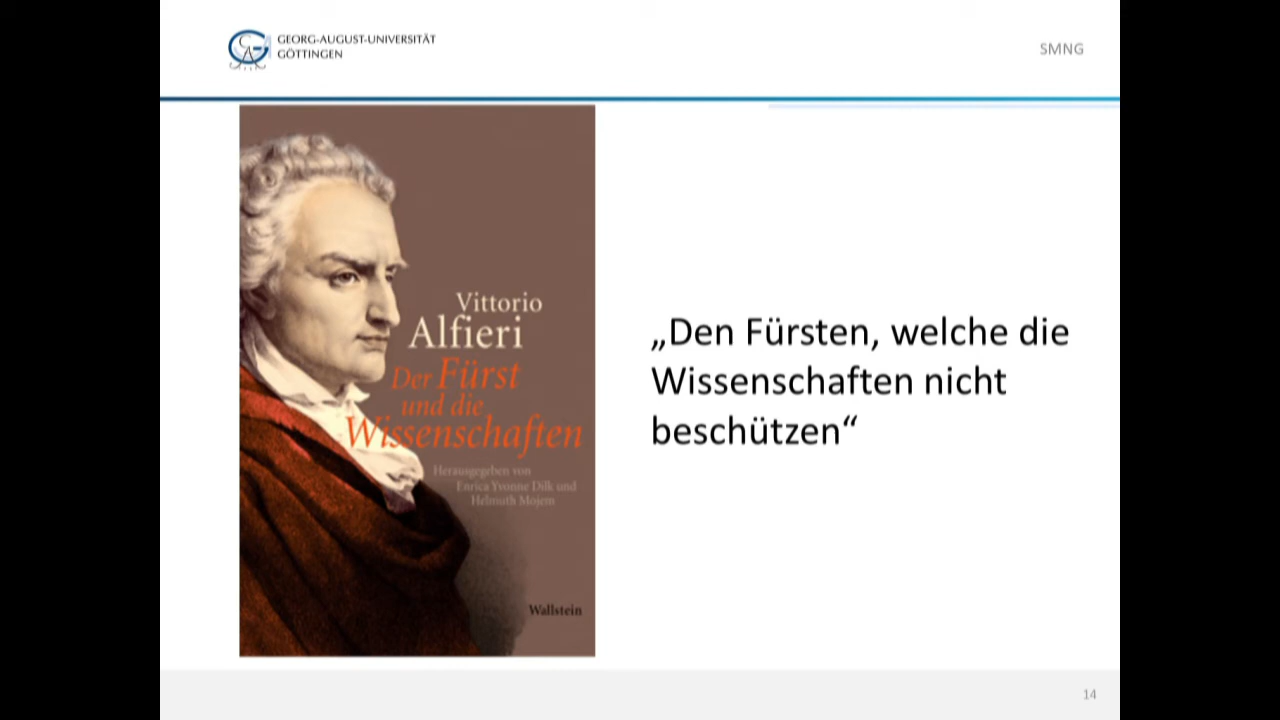 GEORG-AUGUST-UNIVERSITÄT
GÖTTINGEN
SMNG
Vittorio
Alfieri
Der Fürst
und die
Wissenschaften
Herausgegeben von
Enrica Yvonne Dilk und
Helmuth Mojem
Wallstein
„Den Fürsten, welche die
Wissenschaften nicht
beschützen“
14